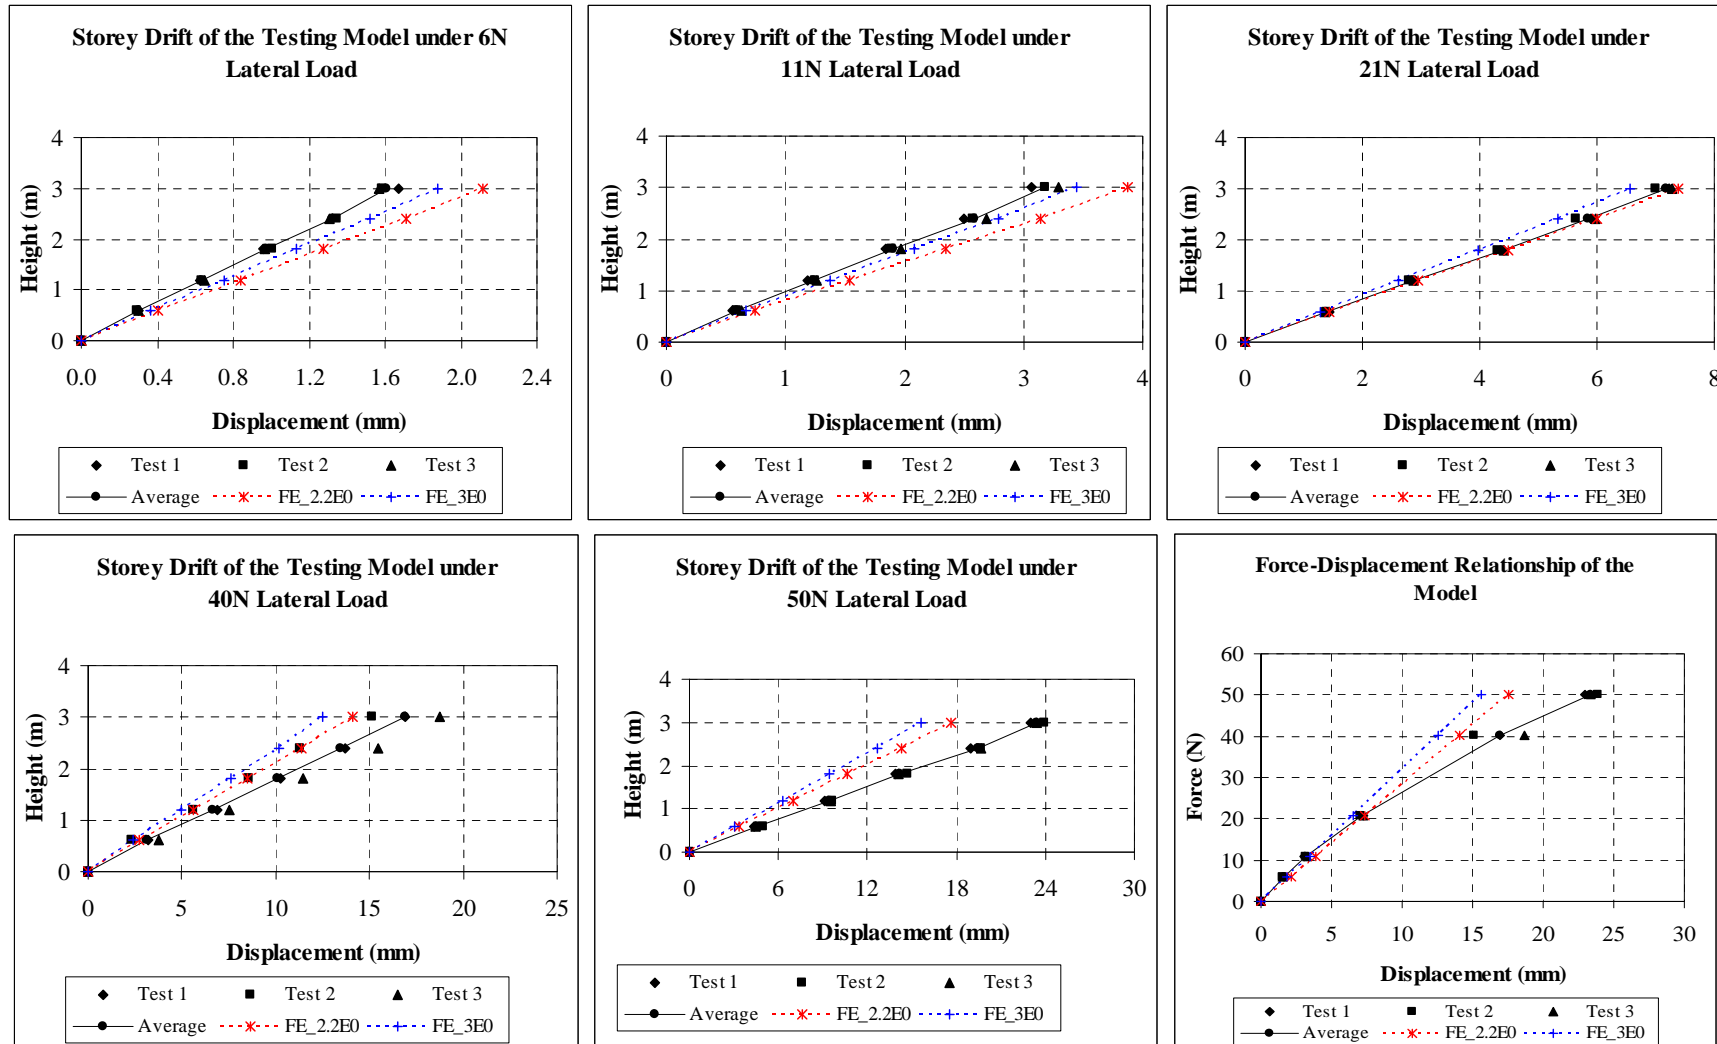 Storey Drift of the Testing Model under 6N
Lateral Load
4
3
2
1
0
Height (m)
0.0 0.4 0.8 1.2 1.6 2.0 2.4
Displacement (mm)
Test 1 Test 2 Test 3
Average FE_2.2E0 FE_3E0
Storey Drift of the Testing Model under
11N Lateral Load
4
3
2
1
0
Height (m)
0 1 2 3 4
Displacement (mm)
Test 1 Test 2 Test 3
Average FE_2.2E0 FE_3E0
Storey Drift of the Testing Model under
21N Lateral Load
4
3
2
1
0
Height (m)
0 2 4 6 8
Displacement (mm)
Test 1 Test 2 Test 3
Average FE_2.2E0 FE_3E0
Storey Drift of the Testing Model under
40N Lateral Load
4
3
2
1
0
Height (m)
0 5 10 15 20 25
Displacement (mm)
Test 1 Test 2 Test 3
Average FE_2.2E0 FE_3E0
Storey Drift of the Testing Model under
50N Lateral Load
4
3
2
1
0
Height (m)
0 6 12 18 24 30
Displacement (mm)
Test 1 Test 2 Test 3
Average FE_2.2E0 FE_3E0
Force-Displacement Relationship of the
Model
60
50
40
30
20
10
0
Force (N)
0 5 10 15 20 25 30
Displacement (mm)
Test 1 Test 2 Test 3
Average FE_2.2E0 FE_3E0